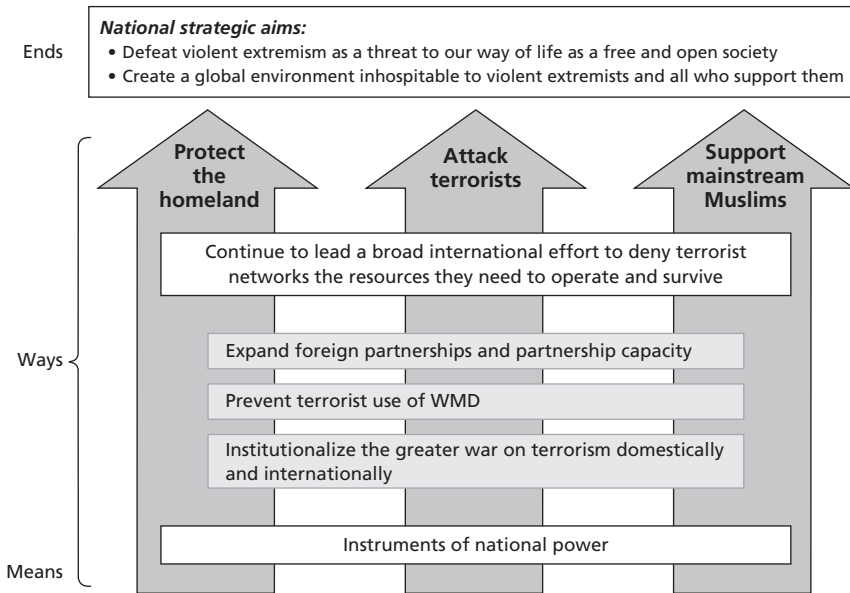 Ends
National strategic aims:
• Defeat violent extremism as a threat to our way of life as a free and open society
• Create a global environment inhospitable to violent extremists and all who support them
Protect
the
homeland
Attack
terrorists
Support
mainstream
Muslims
Continue to lead a broad international effort to deny terrorist
networks the resources they need to operate and survive
Ways
Expand foreign partnerships and partnership capacity
Prevent terrorist use of WMD
Institutionalize the greater war on terrorism domestically
and internationally
Instruments of national power
Means